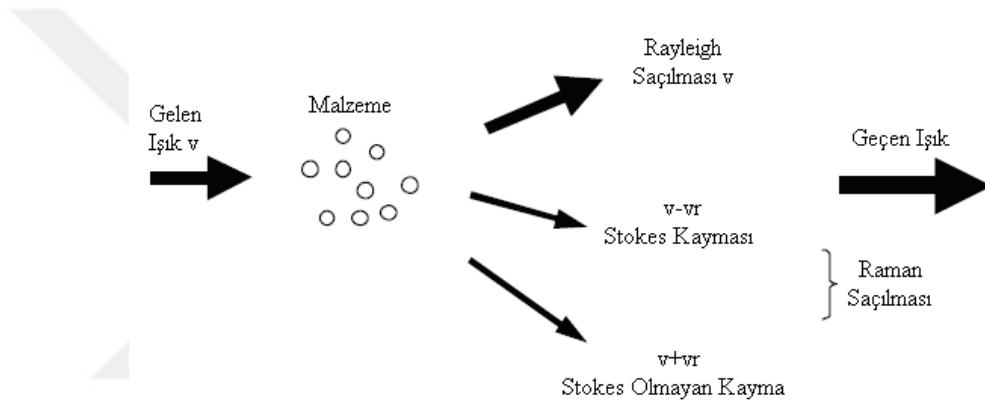 Gelen
Işık v
Malzeme
Rayleigh
Saçılması v
v-vr
Stokes Kayması
v+vr
Stokes Olmayan Kayma
Geçen Işık
Raman
Saçılması